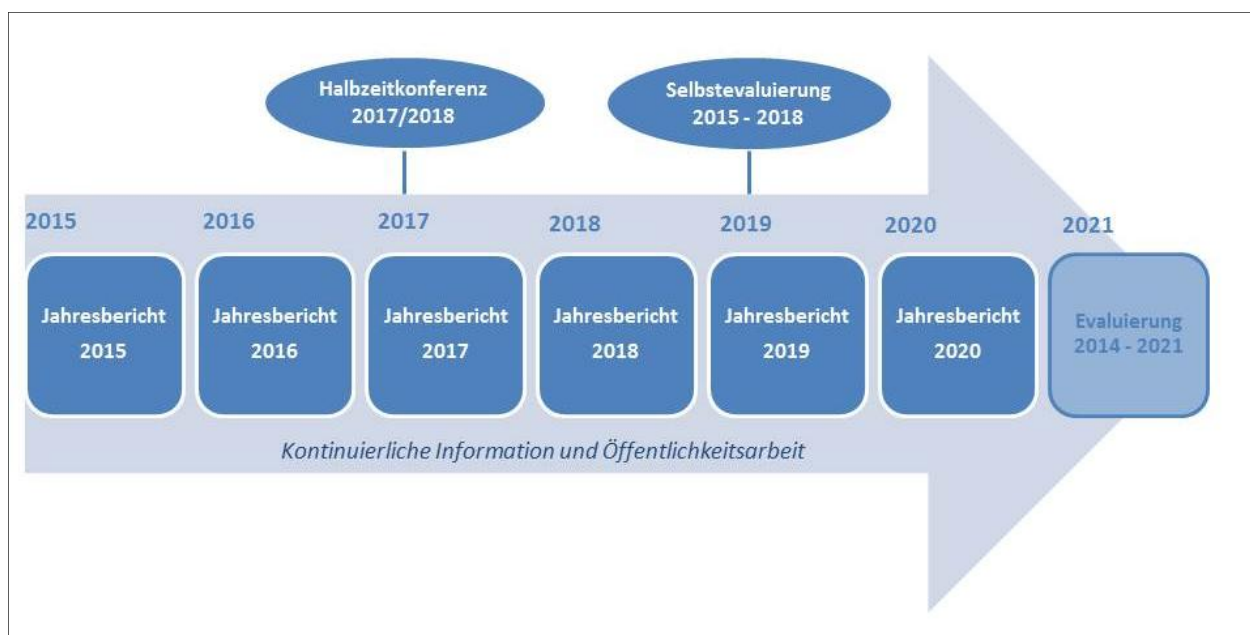 Halbzeitkonferenz
2017/2018
Selbstevaluierung
2015 - 2018
2015 2016 2017 2018 2019 2020 2021
Jahresbericht
2015
Jahresbericht
2016
Jahresbericht
2017
Jahresbericht
2018
Jahresbericht
2019
Jahresbericht
2020
Evaluierung
2014 - 2021
Kontinuierliche Information und Öffentlichkeitsarbeit